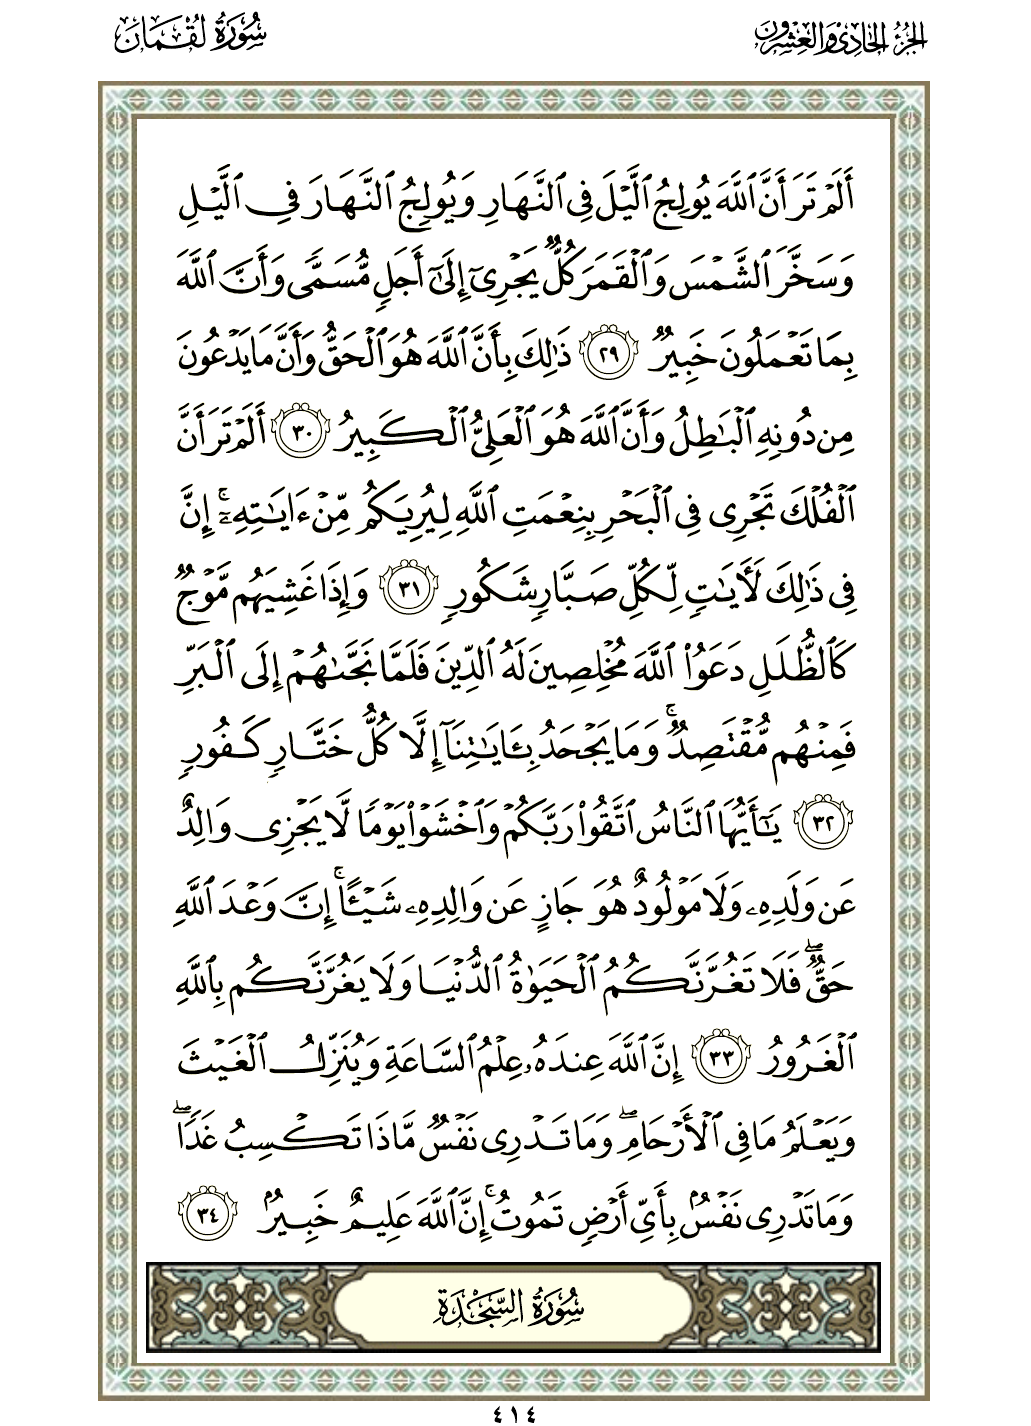 الجزء الحادي والعشرون
سورة لقمان
أَلَمْ تَرَ أَنَّ ٱللَّهَ يُولِجُ ٱلَّيْلَ فِى ٱلنَّهَارِ وَيُولِجُ ٱلنَّهَارَ فِى ٱلَّيْلِ
وَسَخَّرَ ٱلشَّمْسَ وَٱلْقَمَرَ كُلٌّ يَجْرِىٓ إِلَىٰٓ أَجَلٍ مُّسَمًّى وَأَنَّ ٱللَّهَ
بِمَا تَعْمَلُونَ خَبِيرٌ ٢٩ ذَٰلِكَ بِأَنَّ ٱللَّهَ هُوَ ٱلْحَقُّ وَأَنَّ مَا يَدْعُونَ
مِن دُونِهِ ٱلْبَٰطِلُ وَأَنَّ ٱللَّهَ هُوَ ٱلْعَلِىُّ ٱلْكَبِيرُ ٣٠ أَلَمْ تَرَ أَنَّ
ٱلْفُلْكَ تَجْرِى فِى ٱلْبَحْرِ بِنِعْمَتِ ٱللَّهِ لِيُرِيَكُم مِّنْ ءَايَٰتِهِۦٓ ۚ إِنَّ
فِى ذَٰلِكَ لَءَايَٰتٍ لِّكُلِّ صَبَّارٍ شَكُورٍ ٣١ وَإِذَا غَشِيَهُم مَّوْجٌ
كَٱلظُّلَلِ دَعَوُا۟ ٱللَّهَ مُخْلِصِينَ لَهُ ٱلدِّينَ فَلَمَّا نَجَّىٰهُمْ إِلَى ٱلْبَرِّ
فَمِنْهُم مُّقْتَصِدٌ ۚ وَمَا يَجْحَدُ بِـَٔايَٰتِنَآ إِلَّا كُلُّ خَتَّارٍ كَفُورٍ
٣٢ يَٰٓأَيُّهَا ٱلنَّاسُ ٱتَّقُوا۟ رَبَّكُمْ وَٱخْشَوْا۟ يَوْمًا لَّا يَجْزِى وَالِدٌ
عَن وَلَدِهِۦ وَلَا مَوْلُودٌ هُوَ جَازٍ عَن وَالِدِهِۦ شَيْـًٔا ۚ إِنَّ وَعْدَ ٱللَّهِ
حَقٌّ ۖ فَلَا تَغُرَّنَّكُمُ ٱلْحَيَوٰةُ ٱلدُّنْيَا وَلَا يَغُرَّنَّكُم بِٱللَّهِ
ٱلْغَرُورُ ٣٣ إِنَّ ٱللَّهَ عِندَهُۥ عِلْمُ ٱلسَّاعَةِ وَيُنَزِّلُ ٱلْغَيْثَ
وَيَعْلَمُ مَا فِى ٱلْأَرْحَامِ ۖ وَمَا تَدْرِى نَفْسٌ مَّاذَا تَكْسِبُ غَدًا ۖ
وَمَا تَدْرِى نَفْسٌۢ بِأَىِّ أَرْضٍ تَمُوتُ ۚ إِنَّ ٱللَّهَ عَلِيمٌ خَبِيرٌۢ ٣٤
سُورَةُ السَّجْدَةِ
٤١٤